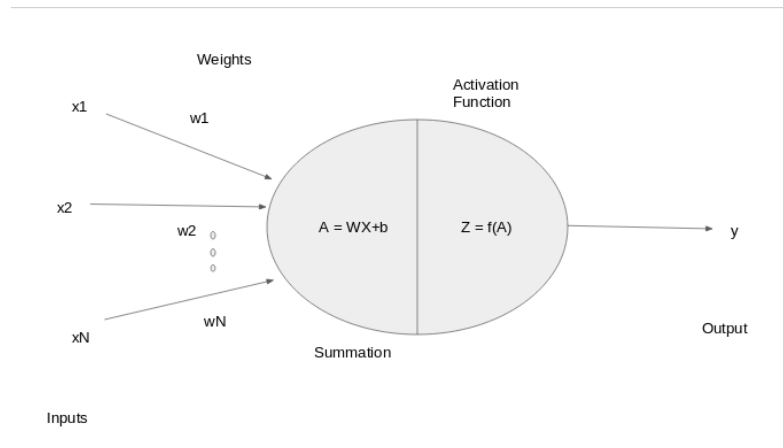 Weights
Activation
Function
x1
w1
x2
w2
A = WX+b
Z = f(A)
y
xN
wN
Summation
Output
Inputs